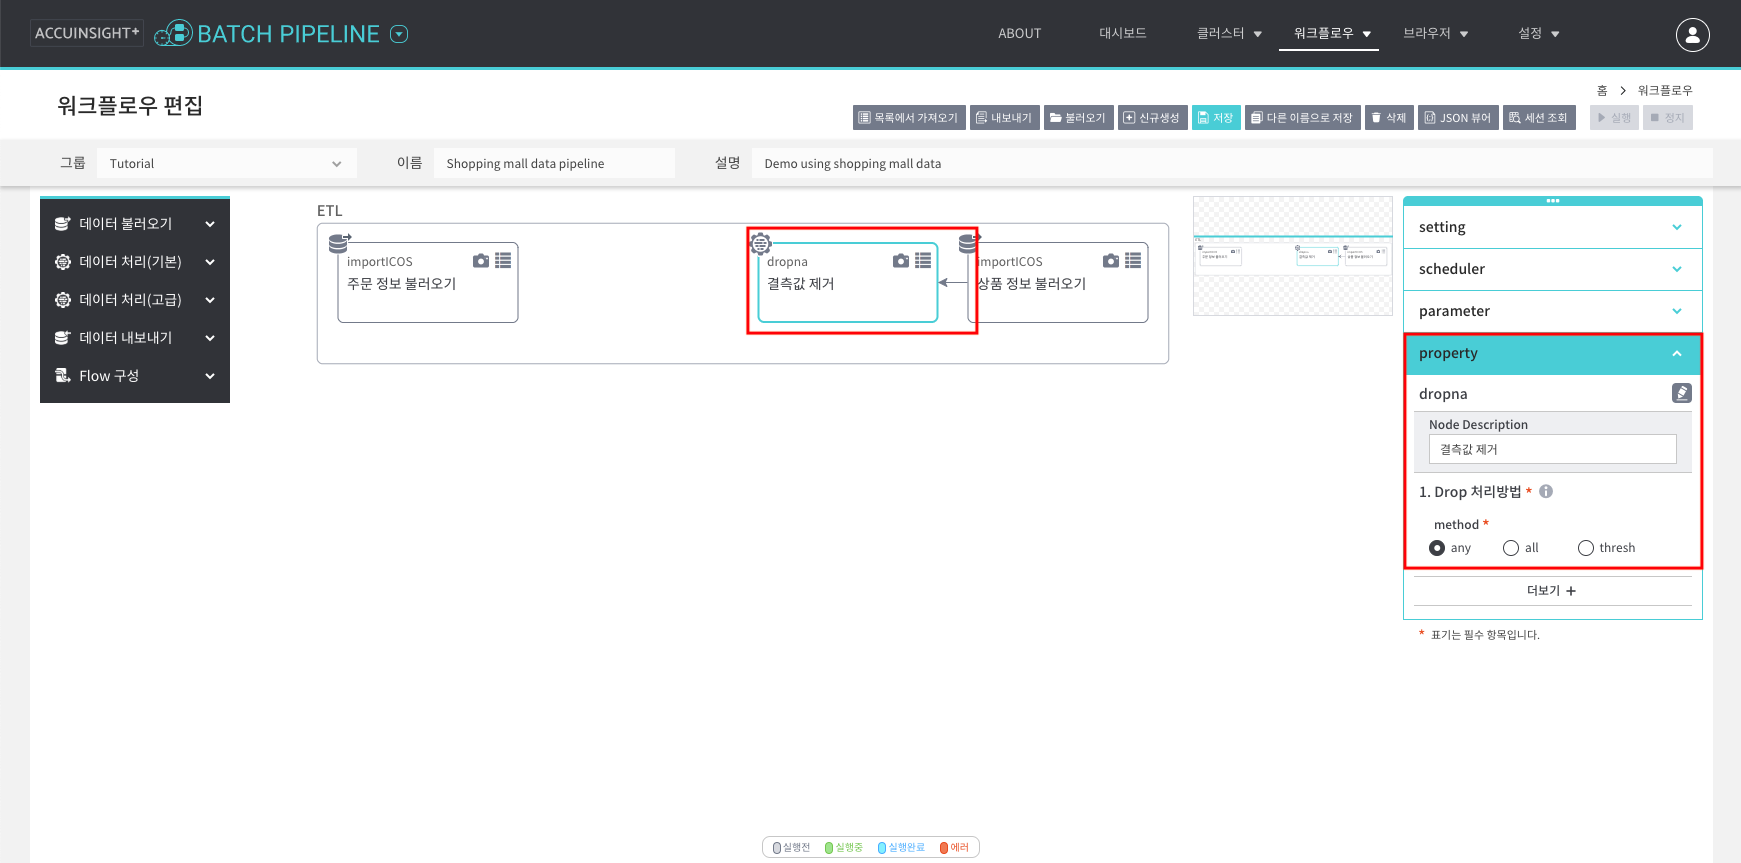 ACCUINSIGHT+ BATCH PIPELINE
ABOUT 대시보드 클러스터 워크플로우 브라우저 설정
홈 > 워크플로우
워크플로우 편집
목록에서 가져오기 내보내기 불러오기 신규생성 저장 다른 이름으로 저장 삭제 JSON 뷰어 세션 조회 실행 정지
그룹 Tutorial 이름 Shopping mall data pipeline 설명 Demo using shopping mall data
데이터 불러오기
데이터 처리(기본)
데이터 처리(고급)
데이터 내보내기
Flow 구성
ETL
importICOS
주문 정보 불러오기
dropna
결측값 제거
importICOS
상품 정보 불러오기
setting
scheduler
parameter
property
dropna
Node Description
결측값 제거
1. Drop 처리방법 *
method *
any all thresh
더보기 +
* 표기는 필수 항목입니다.
실행전 실행중 실행완료 에러